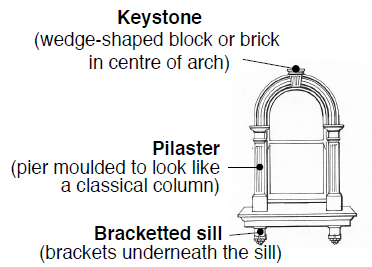 Keystone
(wedge-shaped block or brick
in centre of arch)
Pilaster
(pier moulded to look like
a classical column)
Bracketted sill
(brackets underneath the sill)